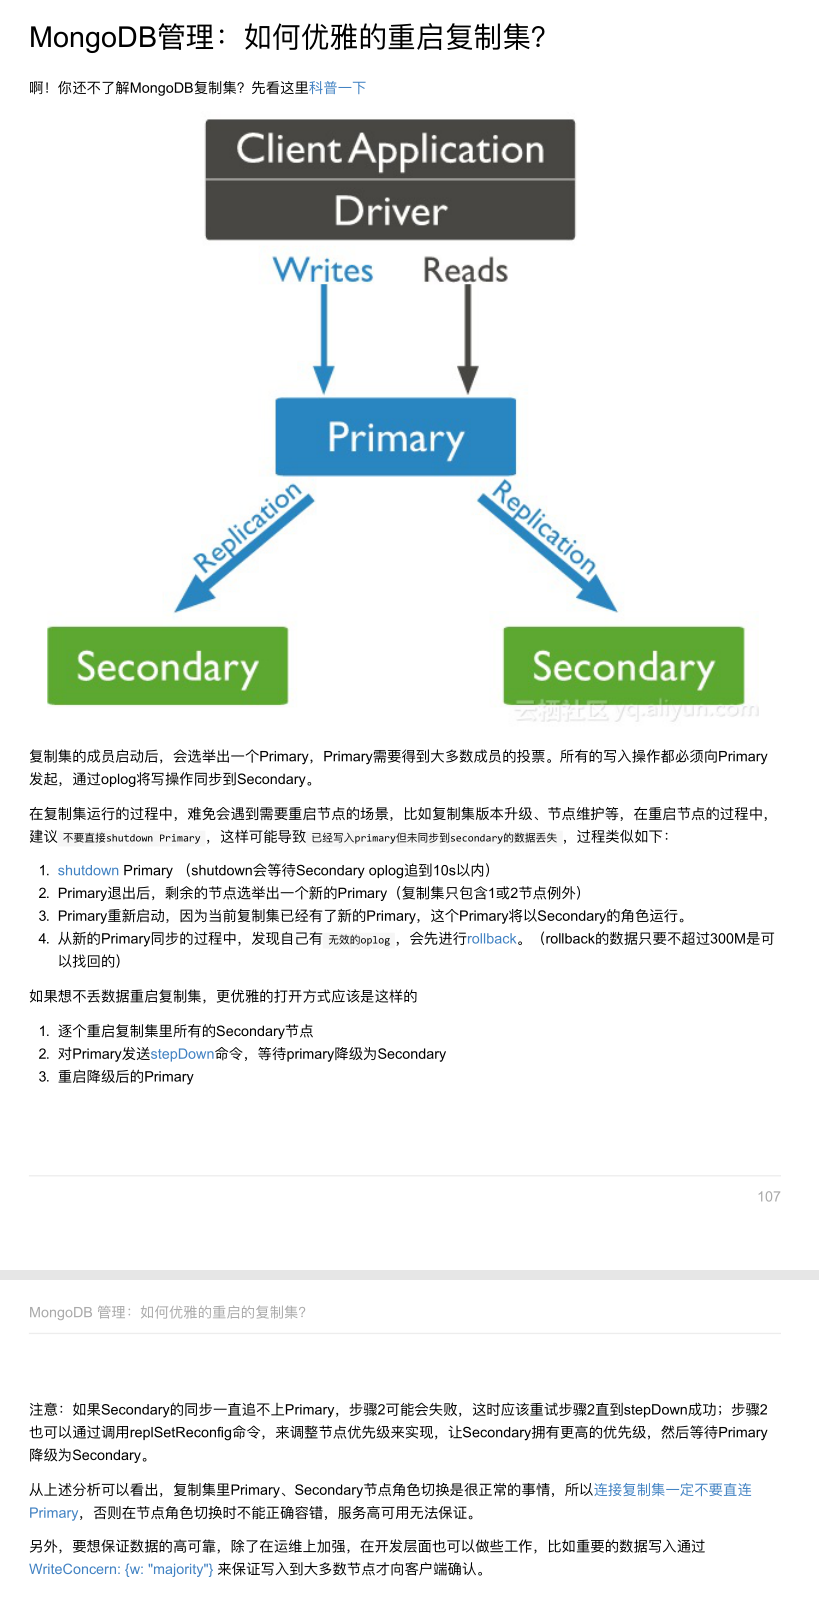 MongoDB管理：如何优雅的重启复制集？
啊！你还不了解MongoDB复制集？先看这里科普一下
Client Application
Driver
Writes Reads
Primary
Replication Replication
Secondary Secondary
云栖社区 yq.aliyun.com
复制集的成员启动后，会选举出一个Primary，Primary需要得到大多数成员的投票。所有的写入操作都必须向Primary
发起，通过oplog将写操作同步到Secondary。
在复制集运行的过程中，难免会遇到需要重启节点的场景，比如复制集版本升级、节点维护等，在重启节点的过程中，
建议 不要直接shutdown Primary ，这样可能导致 已经写入primary但未同步到secondary的数据丢失 ，过程类似如下：
1. shutdown Primary （shutdown会等待Secondary oplog追到10s以内）
2. Primary退出后，剩余的节点选举出一个新的Primary（复制集只包含1或2节点例外）
3. Primary重新启动，因为当前复制集已经有了新的Primary，这个Primary将以Secondary的角色运行。
4. 从新的Primary同步的过程中，发现自己有 无效的oplog ，会先进行rollback。（rollback的数据只要不超过300M是可
以找回的）
如果想不丢数据重启复制集，更优雅的打开方式应该是这样的
1. 逐个重启复制集里所有的Secondary节点
2. 对Primary发送stepDown命令，等待primary降级为Secondary
3. 重启降级后的Primary
107
MongoDB 管理：如何优雅的重启的复制集？
注意：如果Secondary的同步一直追不上Primary，步骤2可能会失败，这时应该重试步骤2直到stepDown成功；步骤2
也可以通过调用replSetReconfig命令，来调整节点优先级来实现，让Secondary拥有更高的优先级，然后等待Primary
降级为Secondary。
从上述分析可以看出，复制集里Primary、Secondary节点角色切换是很正常的事情，所以连接复制集一定不要直连
Primary，否则在节点角色切换时不能正确容错，服务高可用无法保证。
另外，要想保证数据的高可靠，除了在运维上加强，在开发层面也可以做些工作，比如重要的数据写入通过
WriteConcern: {w: "majority"} 来保证写入到大多数节点才向客户端确认。